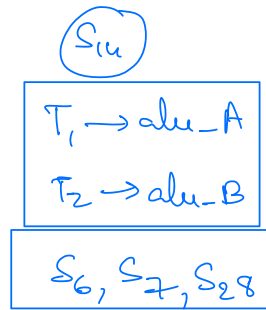 S₁₄
T₁ → alu_A
T₂ → alu_B
S₆, S₇, S₂₈